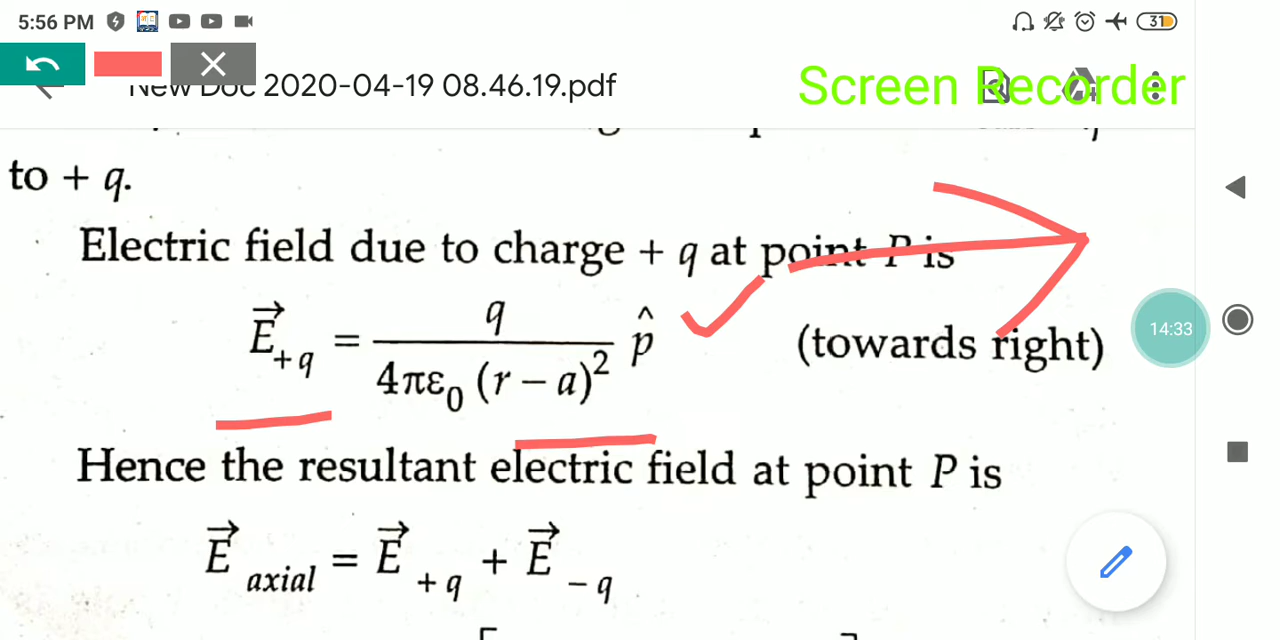 5:56 PM 31
New Doc 2020-04-19 08.46.19.pdf
Screen Recorder
to + q.
Electric field due to charge + q at point P is
E⃗₊q = q / 4πε₀ (r – a)² p̂ (towards right)
14:33
Hence the resultant electric field at point P is
E⃗ axial = E⃗ + q + E⃗ – q